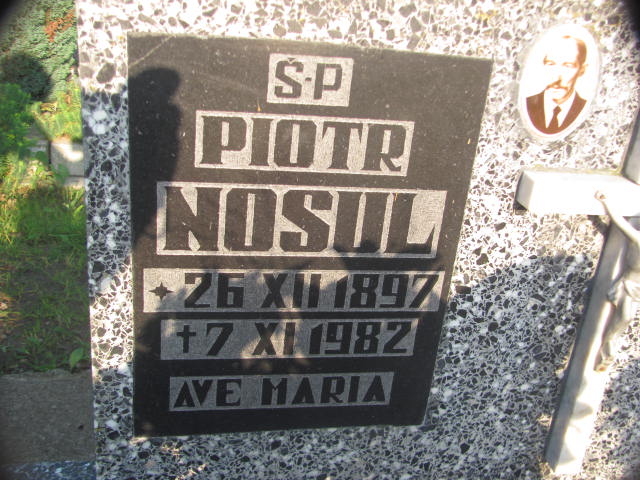 Ś·P
PIOTR
NOSUL
✦ 26 XII 1897
† 7 XI 1982
AVE MARIA